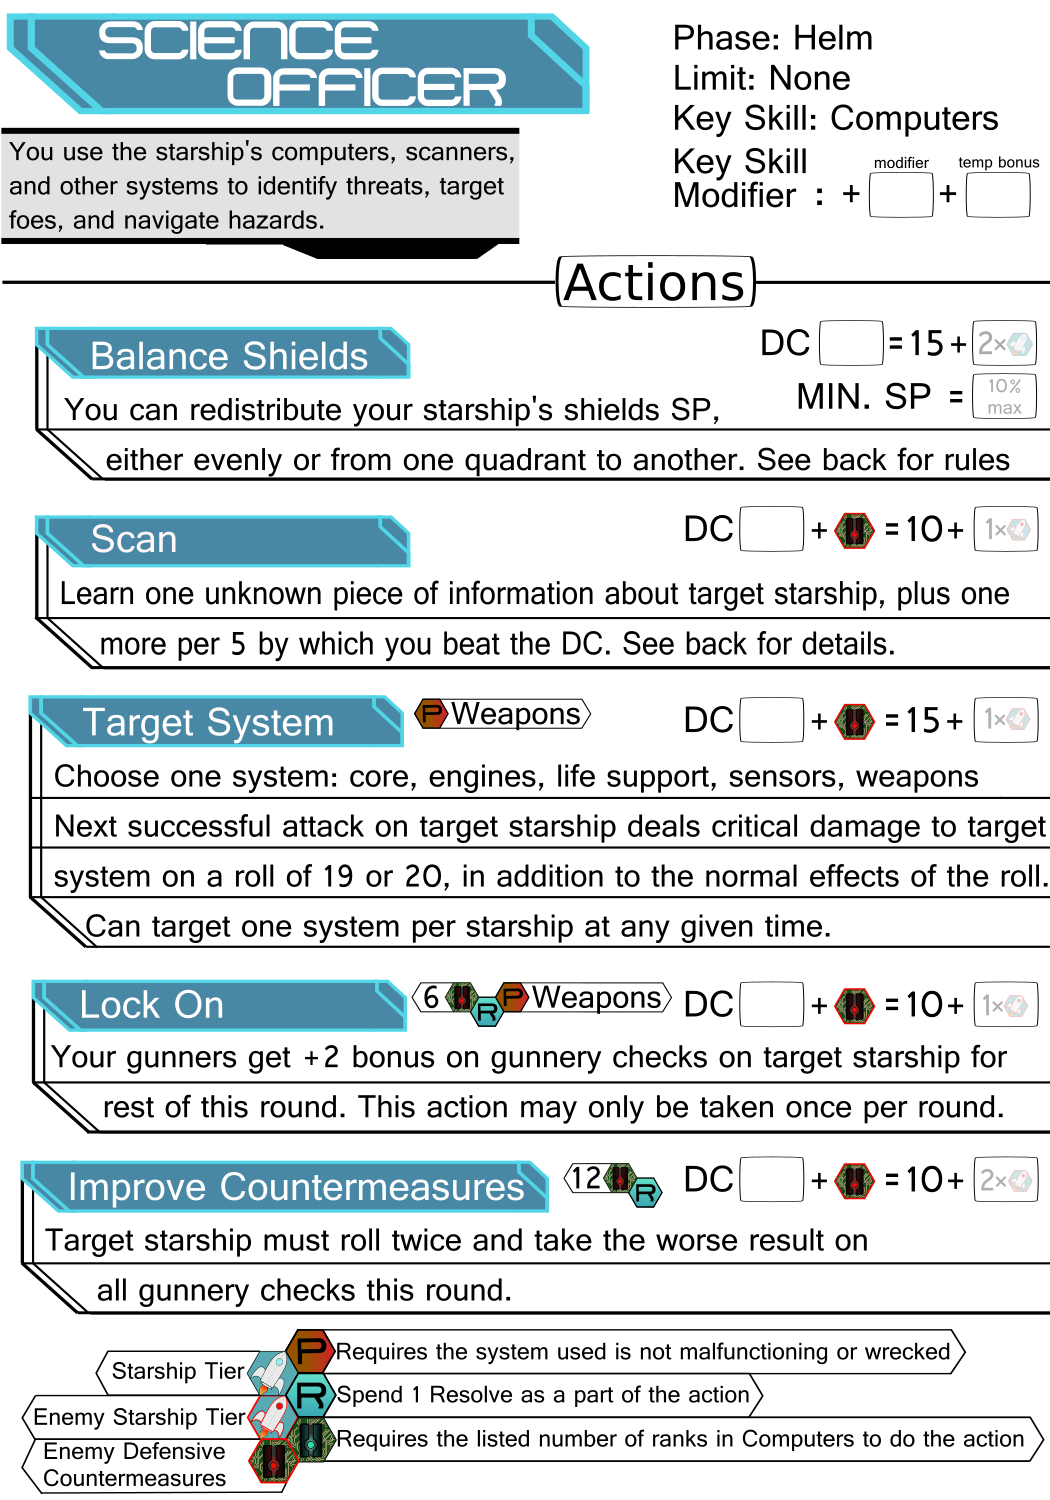 SCIENCE
OFFICER
You use the starship's computers, scanners,
and other systems to identify threats, target
foes, and navigate hazards.
Phase: Helm
Limit: None
Key Skill: Computers
Key Skill
Modifier : + modifier + temp bonus
Actions
Balance Shields
DC = 15 + 2×
MIN. SP = 10% max
You can redistribute your starship's shields SP,
either evenly or from one quadrant to another. See back for rules
Scan
DC + = 10 + 1×
Learn one unknown piece of information about target starship, plus one
more per 5 by which you beat the DC. See back for details.
Target System P Weapons DC + = 15 + 1×
Choose one system: core, engines, life support, sensors, weapons
Next successful attack on target starship deals critical damage to target
system on a roll of 19 or 20, in addition to the normal effects of the roll.
Can target one system per starship at any given time.
Lock On 6 R P Weapons DC + = 10 + 1×
Your gunners get +2 bonus on gunnery checks on target starship for
rest of this round. This action may only be taken once per round.
Improve Countermeasures 12 R DC + = 10 + 2×
Target starship must roll twice and take the worse result on
all gunnery checks this round.
P Requires the system used is not malfunctioning or wrecked
Starship Tier
R Spend 1 Resolve as a part of the action
Enemy Starship Tier
Requires the listed number of ranks in Computers to do the action
Enemy Defensive
Countermeasures